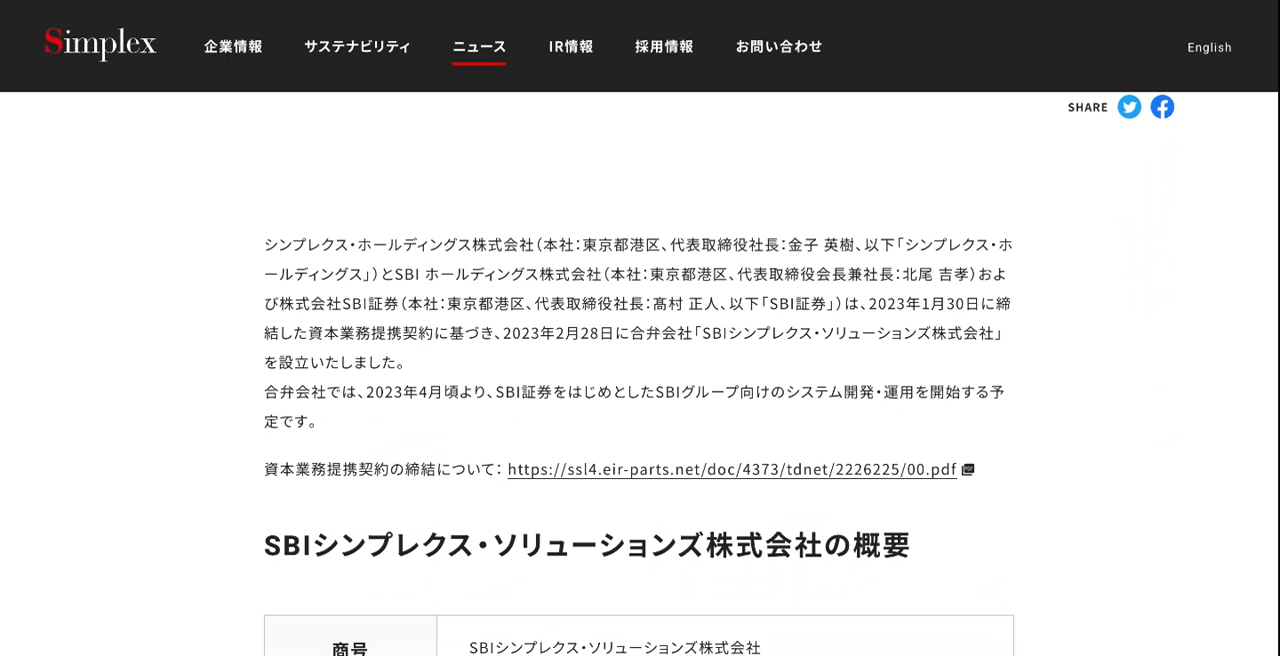 Simplex 企業情報 サステナビリティ ニュース IR情報 採用情報 お問い合わせ English
SHARE
シンプレクス・ホールディングス株式会社（本社：東京都港区、代表取締役社長：金子 英樹、以下「シンプレクス・ホ
ールディングス」）とSBI ホールディングス株式会社（本社：東京都港区、代表取締役会長兼社長：北尾 吉孝）およ
び株式会社SBI証券（本社：東京都港区、代表取締役社長：髙村 正人、以下「SBI証券」）は、2023年1月30日に締
結した資本業務提携契約に基づき、2023年2月28日に合弁会社「SBIシンプレクス・ソリューションズ株式会社」
を設立いたしました。
合弁会社では、2023年4月頃より、SBI証券をはじめとしたSBIグループ向けのシステム開発・運用を開始する予
定です。
資本業務提携契約の締結について： https://ssl4.eir-parts.net/doc/4373/tdnet/2226225/00.pdf
SBIシンプレクス・ソリューションズ株式会社の概要
商号 SBIシンプレクス・ソリューションズ株式会社